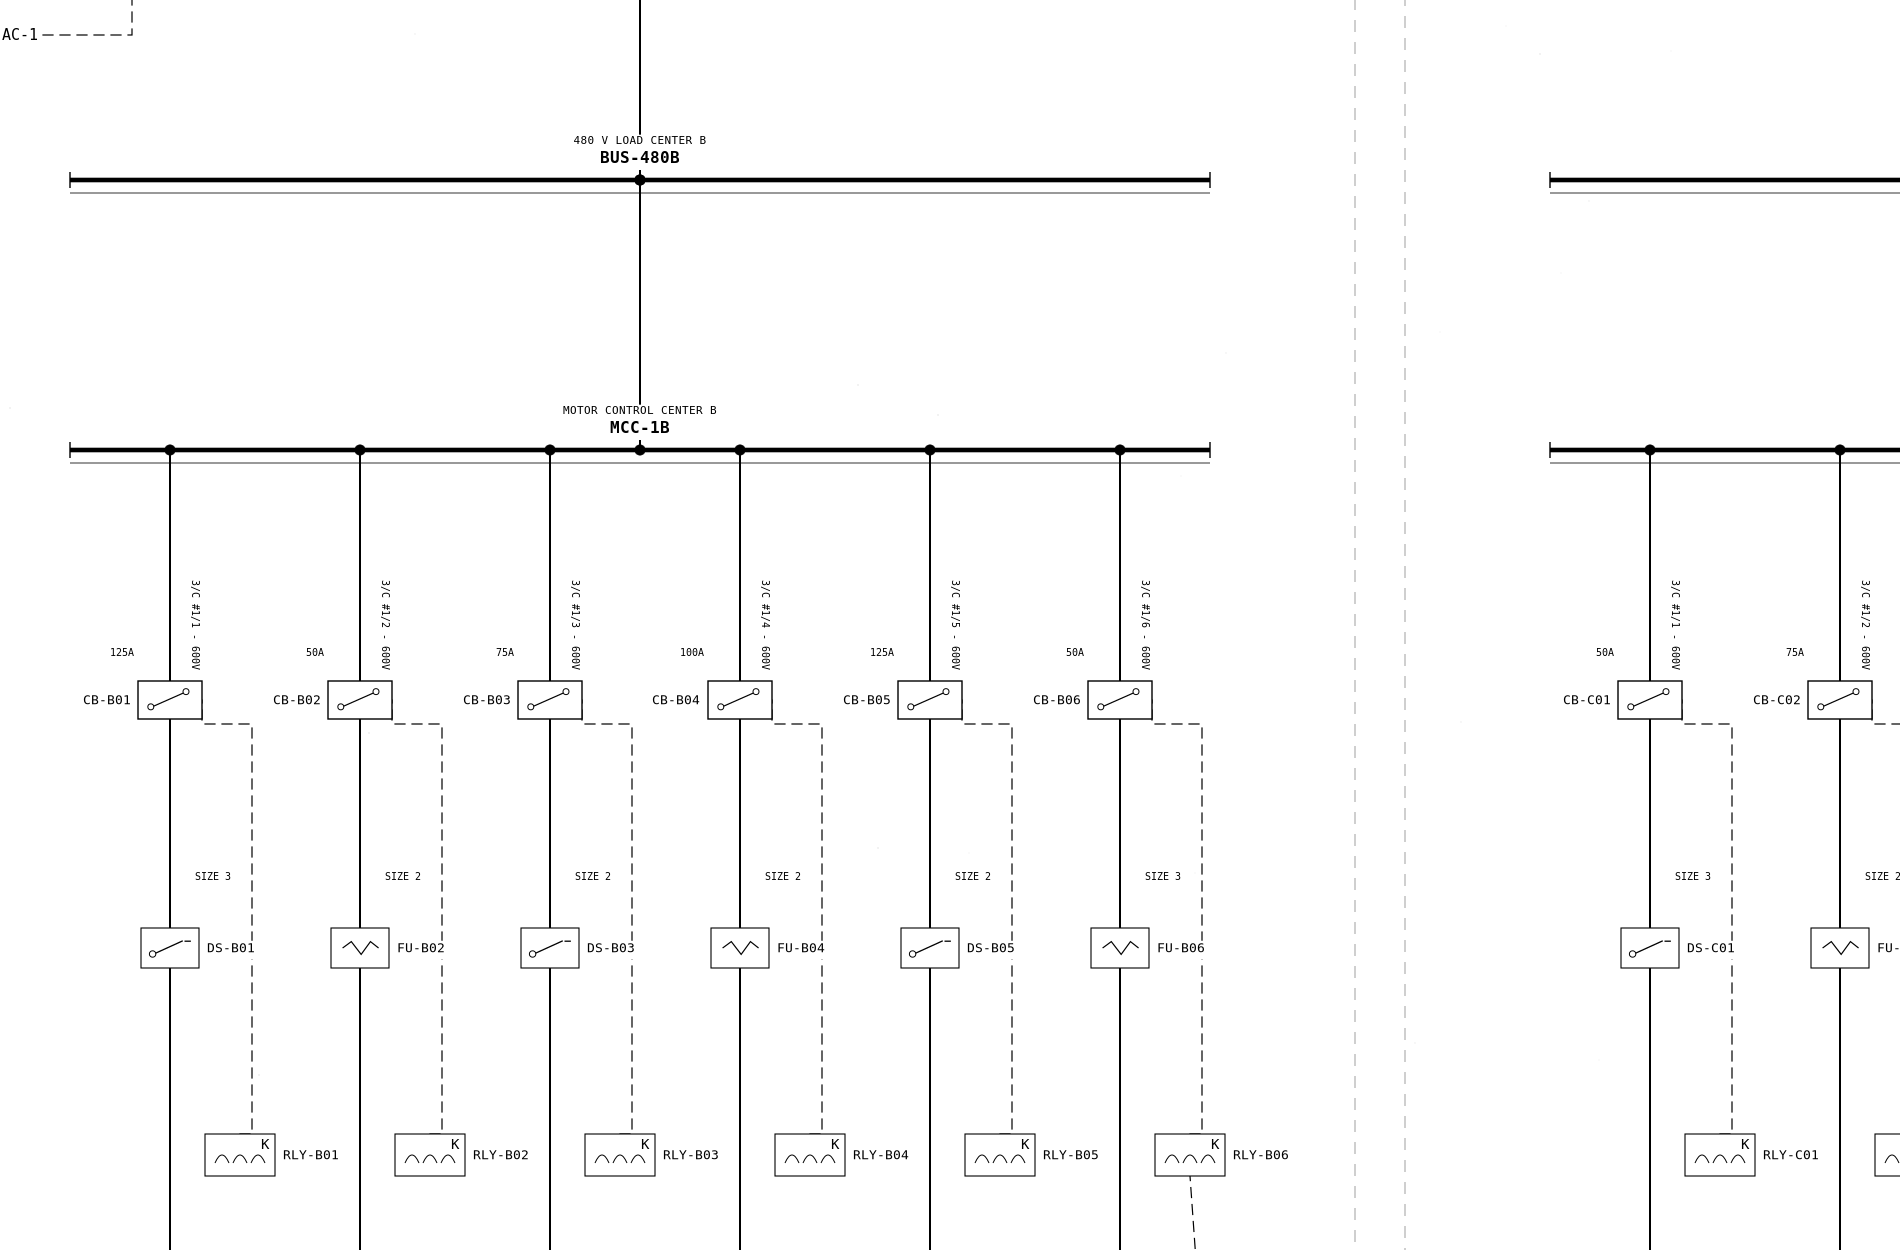 AC-1
480 V LOAD CENTER B
BUS-480B
MOTOR CONTROL CENTER B
MCC-1B
3/C #1/1 - 600V
3/C #1/2 - 600V
3/C #1/3 - 600V
3/C #1/4 - 600V
3/C #1/5 - 600V
3/C #1/6 - 600V
3/C #1/1 - 600V
3/C #1/2 - 600V
125A
50A
75A
100A
125A
50A
50A
75A
CB-B01
CB-B02
CB-B03
CB-B04
CB-B05
CB-B06
CB-C01
CB-C02
SIZE 3
SIZE 2
SIZE 2
SIZE 2
SIZE 2
SIZE 3
SIZE 3
SIZE 2
DS-B01
FU-B02
DS-B03
FU-B04
DS-B05
FU-B06
DS-C01
FU-
K
K
K
K
K
K
K
RLY-B01
RLY-B02
RLY-B03
RLY-B04
RLY-B05
RLY-B06
RLY-C01